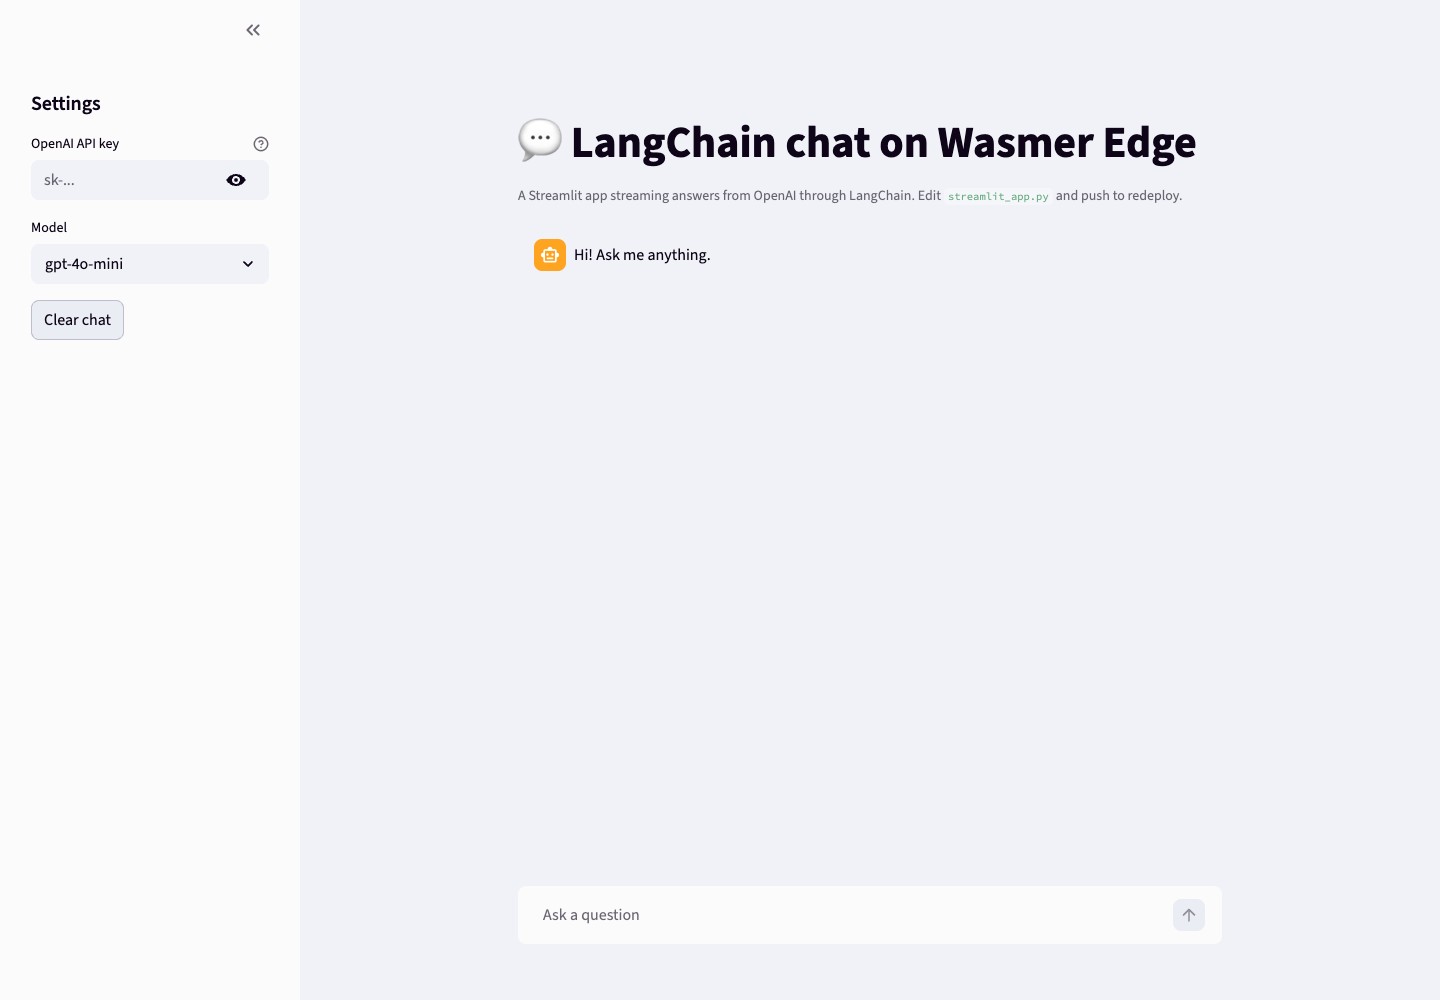 Settings
OpenAI API key
sk-...
Model
gpt-4o-mini
Clear chat
💬 LangChain chat on Wasmer Edge
A Streamlit app streaming answers from OpenAI through LangChain. Edit streamlit_app.py and push to redeploy.
Hi! Ask me anything.
Ask a question